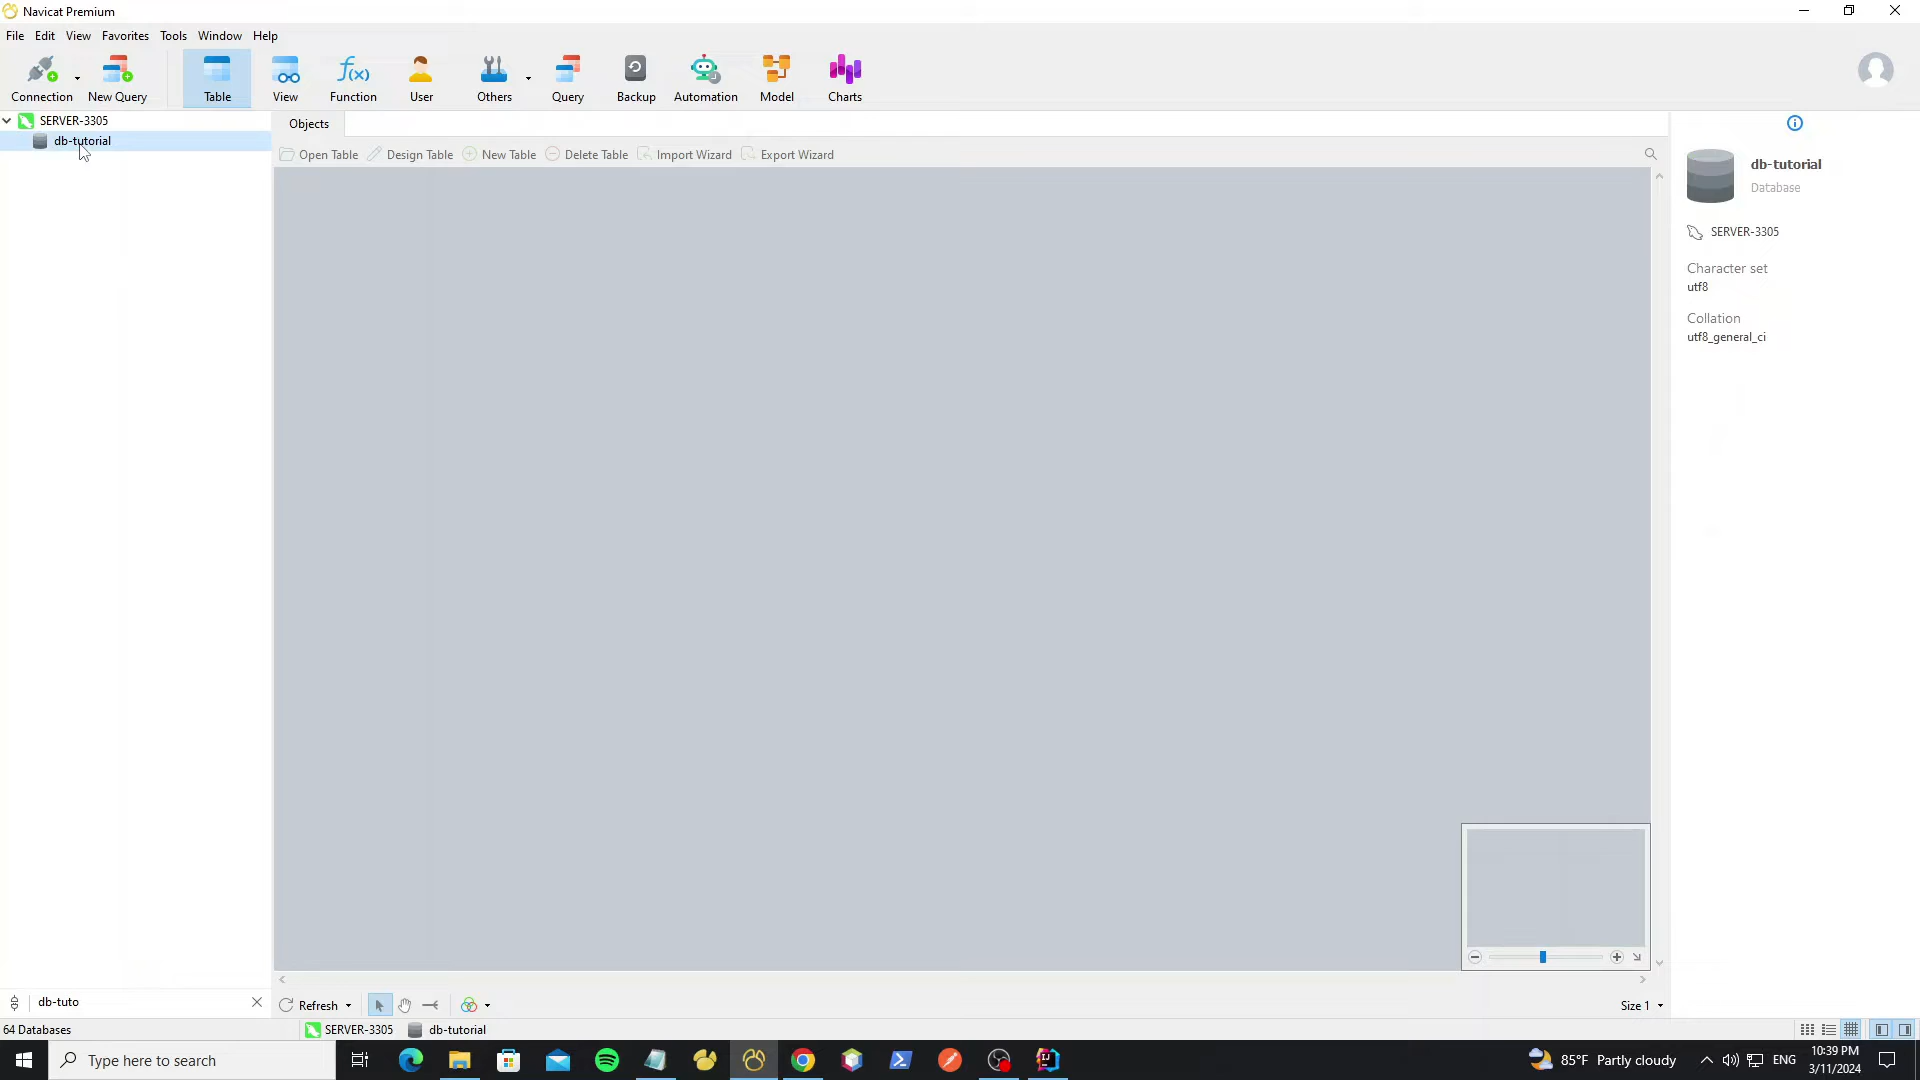 Navicat Premium
File Edit View Favorites Tools Window Help
Connection New Query Table View Function User Others Query Backup Automation Model Charts
SERVER-3305
db-tutorial
Objects
Open Table Design Table New Table Delete Table Import Wizard Export Wizard
db-tutorial
Database
SERVER-3305
Character set
utf8
Collation
utf8_general_ci
db-tuto
Refresh
Size 1
64 Databases
SERVER-3305 db-tutorial
Type here to search
85°F Partly cloudy
ENG
10:39 PM
3/11/2024